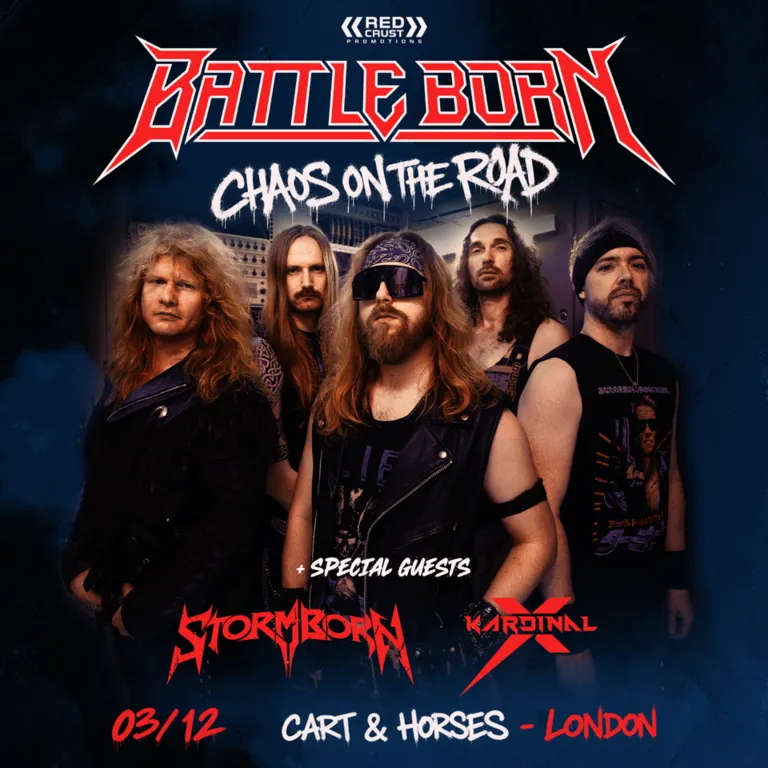 RED
CRUST
PROMOTIONS
BATTLE BORN
CHAOS ON THE ROAD
+ SPECIAL GUESTS
STORMBORN
KARDINAL X
03/12 CART & HORSES - LONDON